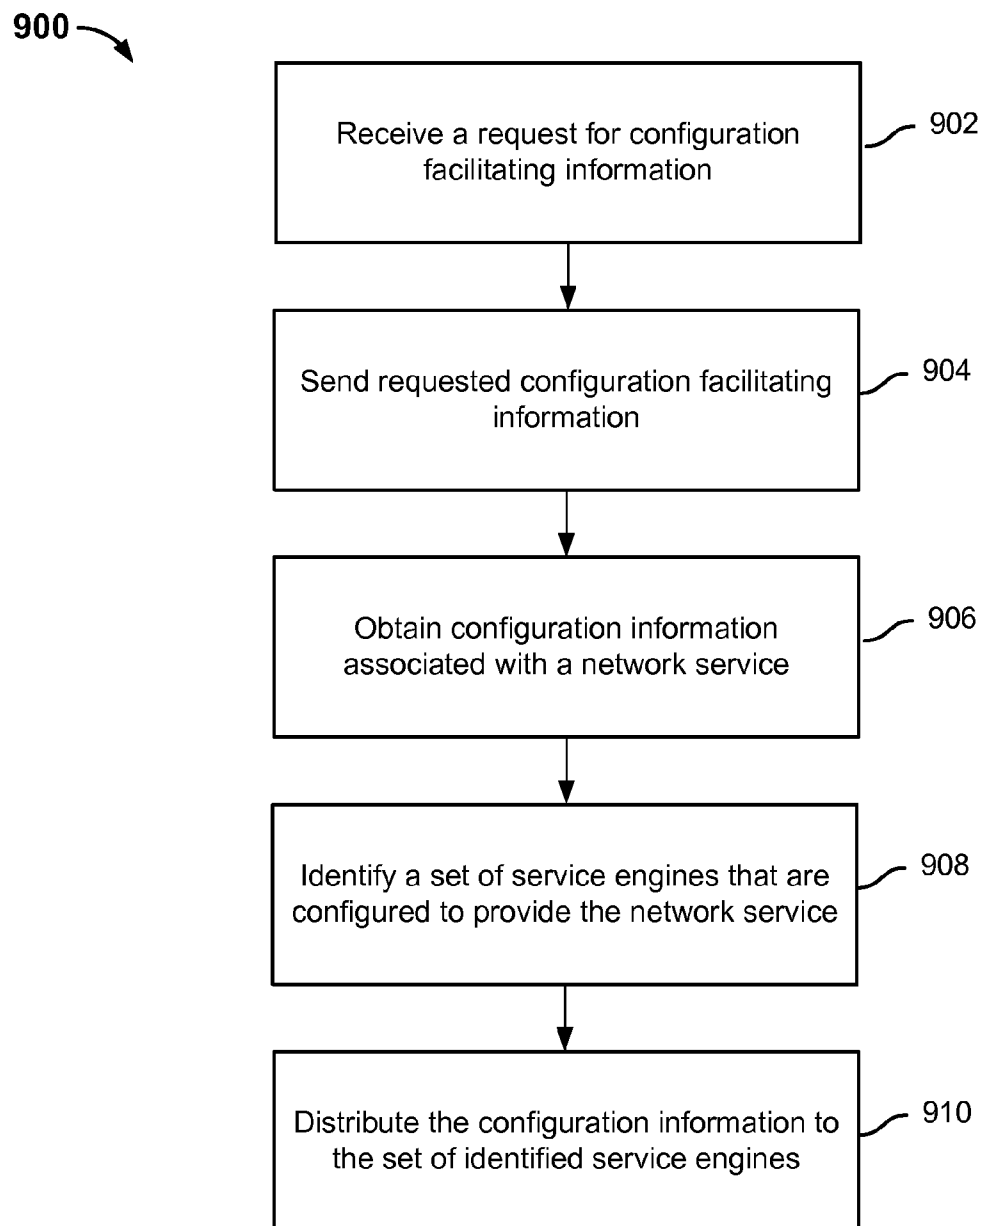 900
Receive a request for configuration
facilitating information
902
Send requested configuration facilitating
information
904
Obtain configuration information
associated with a network service
906
Identify a set of service engines that are
configured to provide the network service
908
Distribute the configuration information to
the set of identified service engines
910